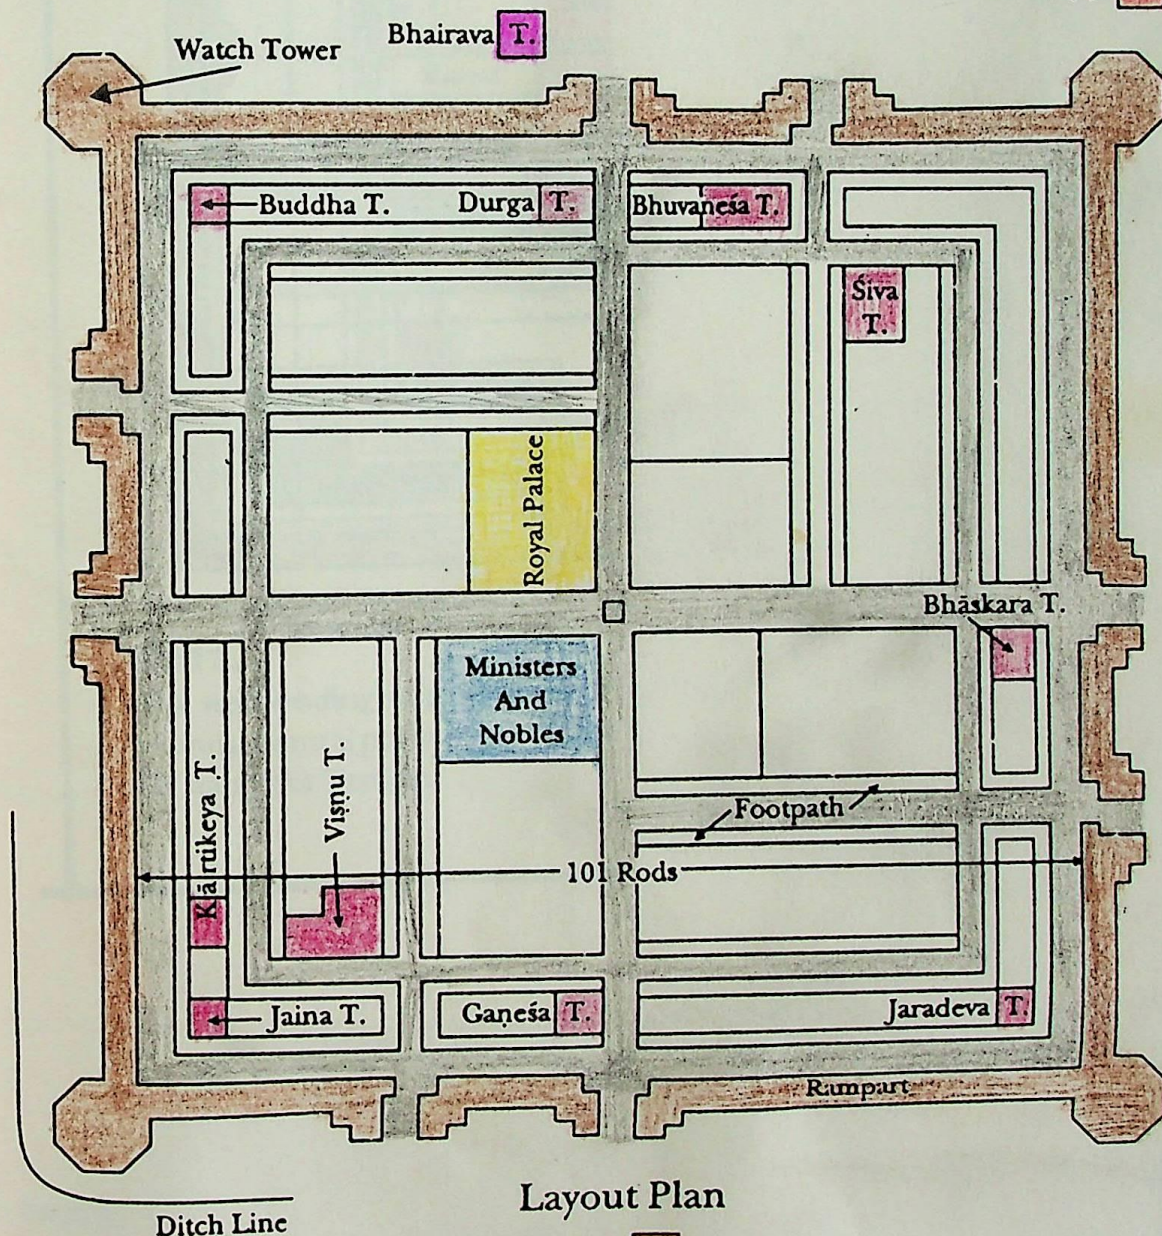 Bhairava T.
Watch Tower
Buddha T.
Durga T.
Bhuvaneśa T.
Śiva
T.
Royal Palace
Bhāskara T.
Ministers
And
Nobles
Viṣṇu T.
Footpath
101 Rods
Jaina T.
Gaṇeśa T.
Jaradeva T.
Rampart
Layout Plan
Ditch Line